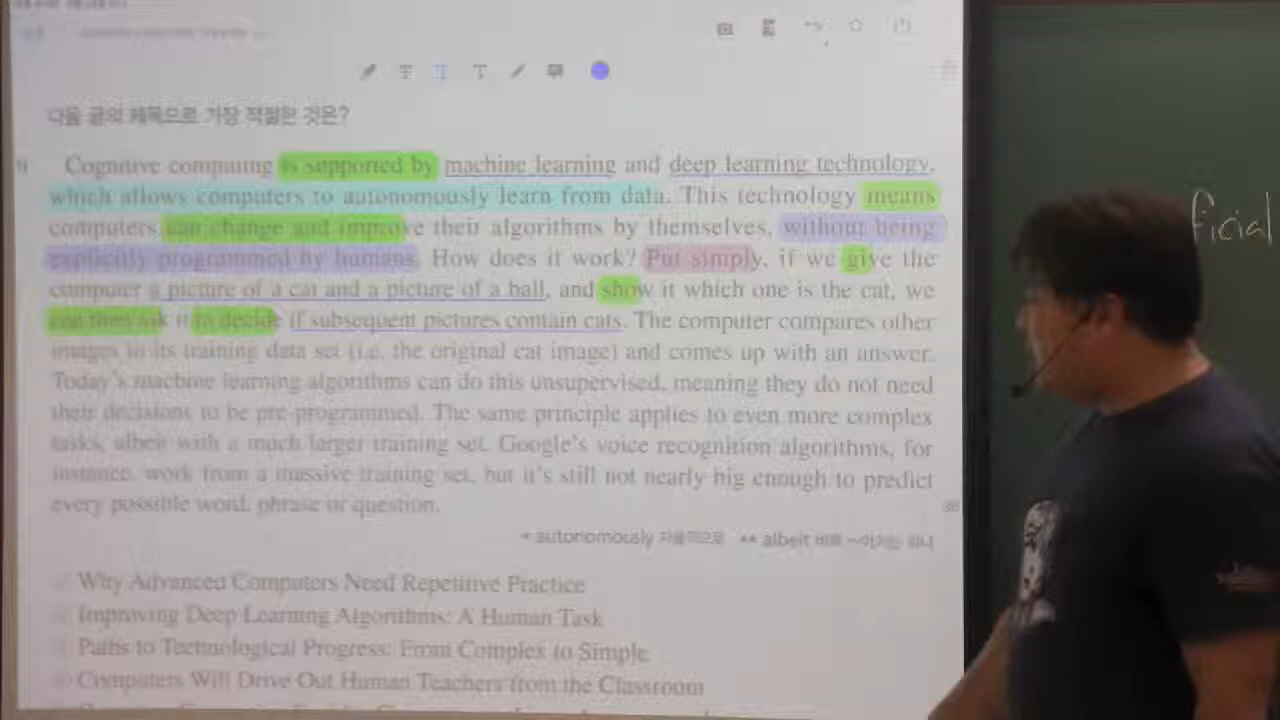 다음 글의 제목으로 가장 적절한 것은?
Cognitive computing is supported by machine learning and deep learning technology,
which allows computers to autonomously learn from data. This technology means
computers can change and improve their algorithms by themselves, without being
explicitly programmed by humans. How does it work? Put simply, if we give the
computer a picture of a cat and a picture of a ball, and show it which one is the cat, we
can then ask it to decide if subsequent pictures contain cats. The computer compares other
images to its training data set (i.e. the original cat image) and comes up with an answer.
Today's machine learning algorithms can do this unsupervised, meaning they do not need
their decisions to be pre-programmed. The same principle applies to even more complex
tasks, albeit with a much larger training set. Google's voice recognition algorithms, for
instance, work from a massive training set, but it's still not nearly big enough to predict
every possible word, phrase or question.
* autonomously 자율적으로 ** albeit 비록 ~이기는 하나
Why Advanced Computers Need Repetitive Practice
Improving Deep Learning Algorithms: A Human Task
Paths to Technological Progress: From Complex to Simple
Computers Will Drive Out Human Teachers from the Classroom
ficial